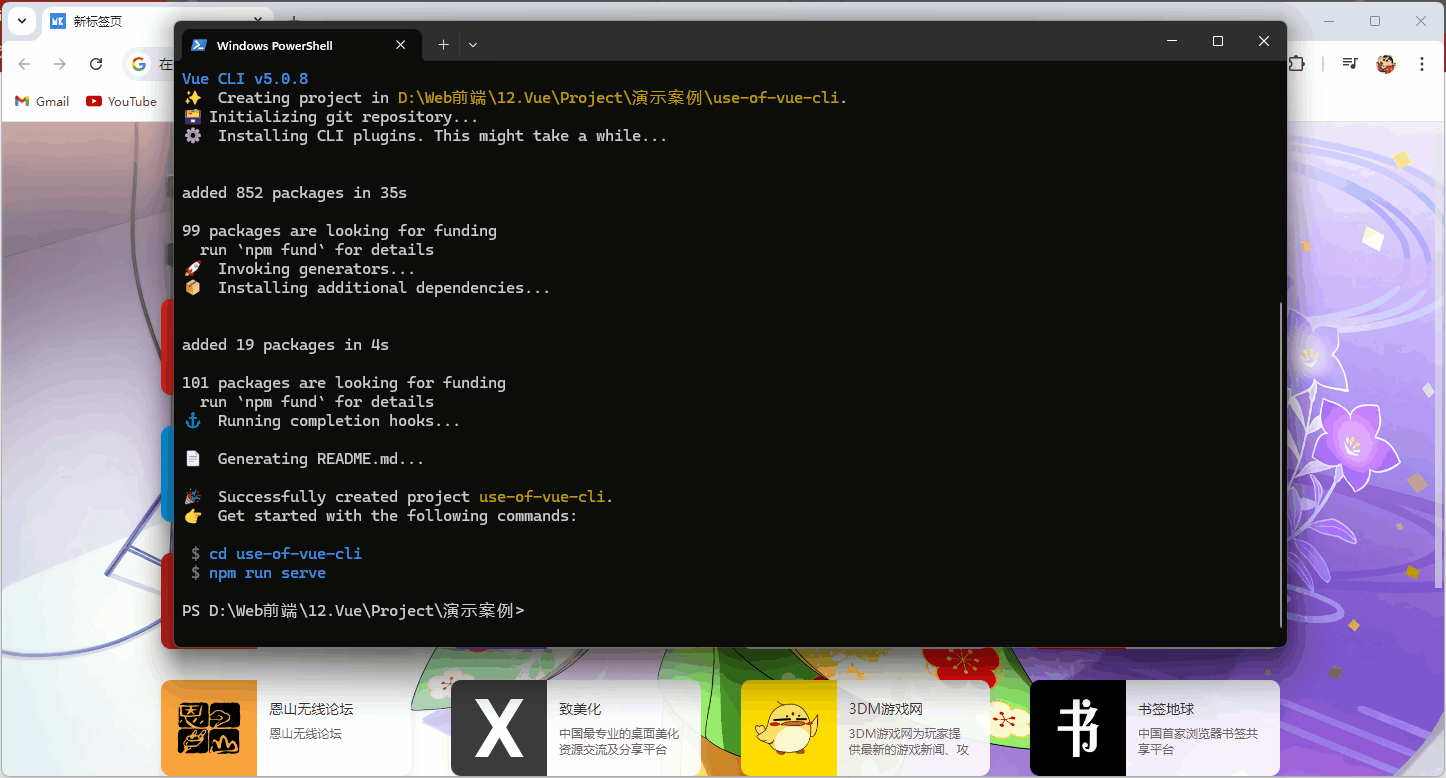 新标签页
Windows PowerShell
在
Gmail
YouTube
Vue CLI v5.0.8
✨ Creating project in D:\Web前端\12.Vue\Project\演示案例\use-of-vue-cli.
🗃 Initializing git repository...
⚙ Installing CLI plugins. This might take a while...
added 852 packages in 35s
99 packages are looking for funding
run `npm fund` for details
🚀 Invoking generators...
📦 Installing additional dependencies...
added 19 packages in 4s
101 packages are looking for funding
run `npm fund` for details
⚓ Running completion hooks...
📄 Generating README.md...
🎉 Successfully created project use-of-vue-cli.
👉 Get started with the following commands:
$ cd use-of-vue-cli
$ npm run serve
PS D:\Web前端\12.Vue\Project\演示案例>
恩山无线论坛
恩山无线论坛
X
致美化
中国最专业的桌面美化
资源交流及分享平台
3DM游戏网
3DM游戏网为玩家提
供最新的游戏新闻、攻
书
书签地球
中国首家浏览器书签共
享平台